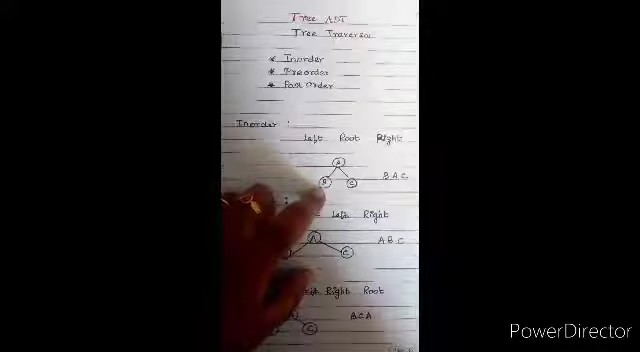 Tree ADT
Tree Traversal
* Inorder
* Preorder
* Post Order
Inorder :
Left Root Right
A
B C
B A C
: Left Right
A
C
A B C
Right Root
C
PowerDirector